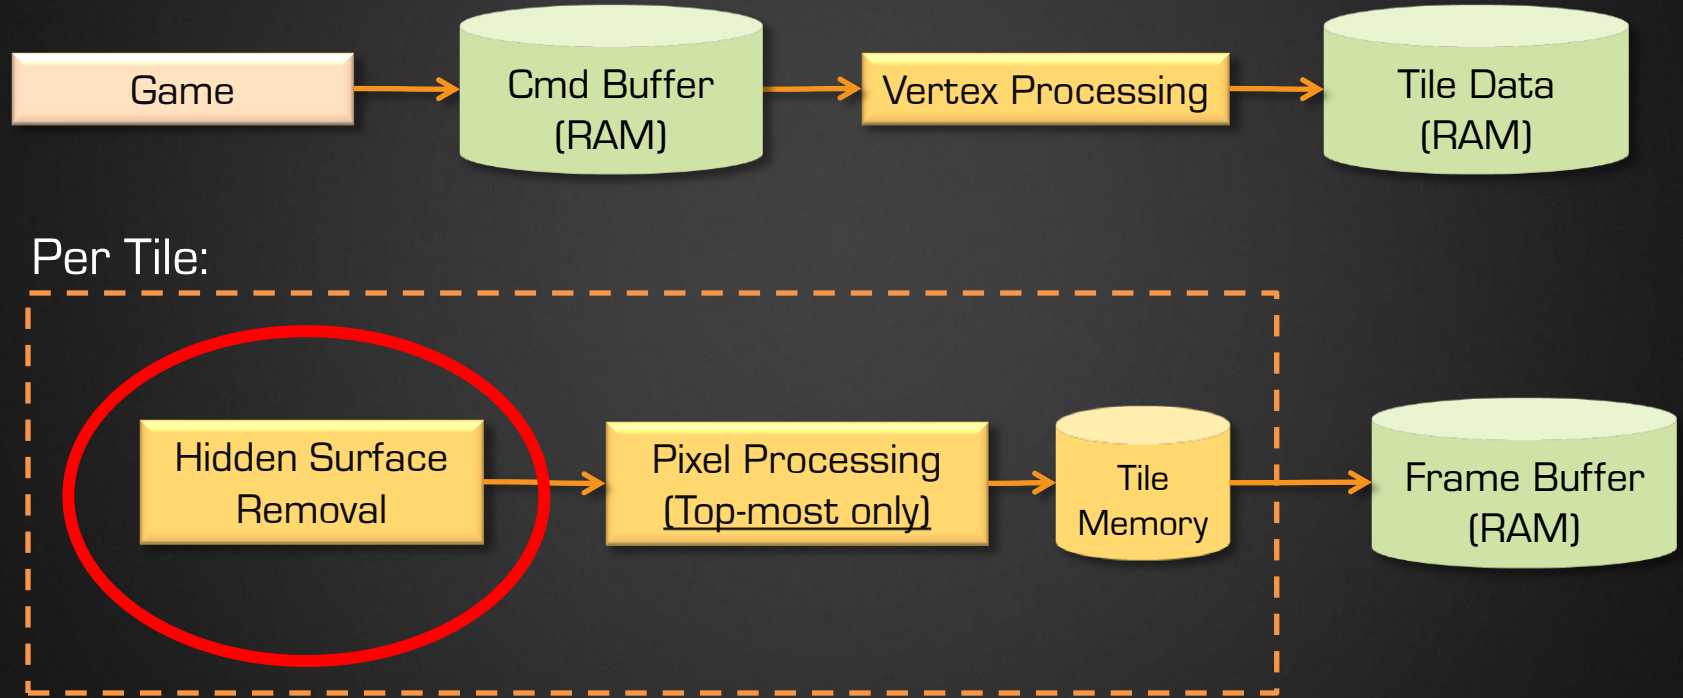 Game
Cmd Buffer
(RAM)
Vertex Processing
Tile Data
(RAM)
Per Tile:
Hidden Surface
Removal
Pixel Processing
(Top-most only)
Tile
Memory
Frame Buffer
(RAM)